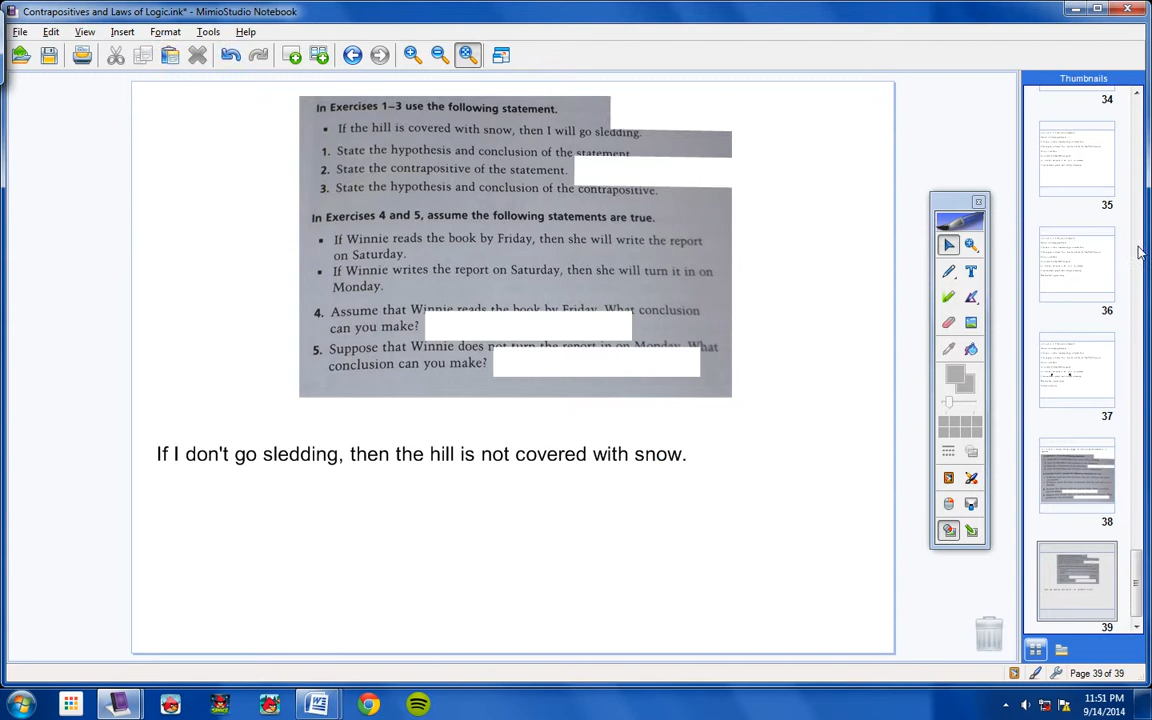 Contrapositives and Laws of Logic.ink* - MimioStudio Notebook
File Edit View Insert Format Tools Help
Thumbnails
34
35
36
37
38
39
In Exercises 1–3 use the following statement.
▪ If the hill is covered with snow, then I will go sledding.
1. State the hypothesis and conclusion of the statement.
2. State the contrapositive of the statement.
3. State the hypothesis and conclusion of the contrapositive.
In Exercises 4 and 5, assume the following statements are true.
▪ If Winnie reads the book by Friday, then she will write the report
on Saturday.
▪ If Winnie writes the report on Saturday, then she will turn it in on
Monday.
4. Assume that Winnie reads the book by Friday. What conclusion
can you make?
5. Suppose that Winnie does not turn the report in on Monday. What
conclusion can you make?
If I don't go sledding, then the hill is not covered with snow.
T
Page 39 of 39
11:51 PM
9/14/2014